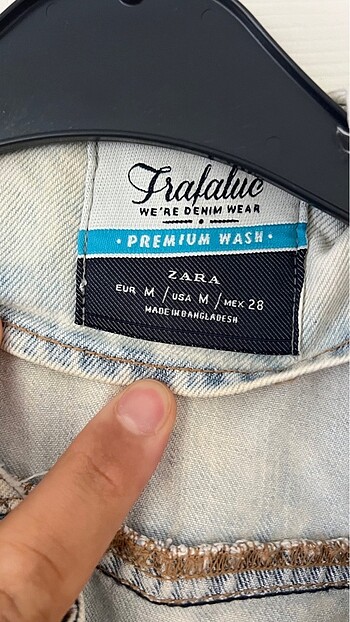 Trafaluc
WE'RE DENIM WEAR
• PREMIUM WASH •
ZARA
EUR M / USA M / MEX 28
MADE IN BANGLADESH